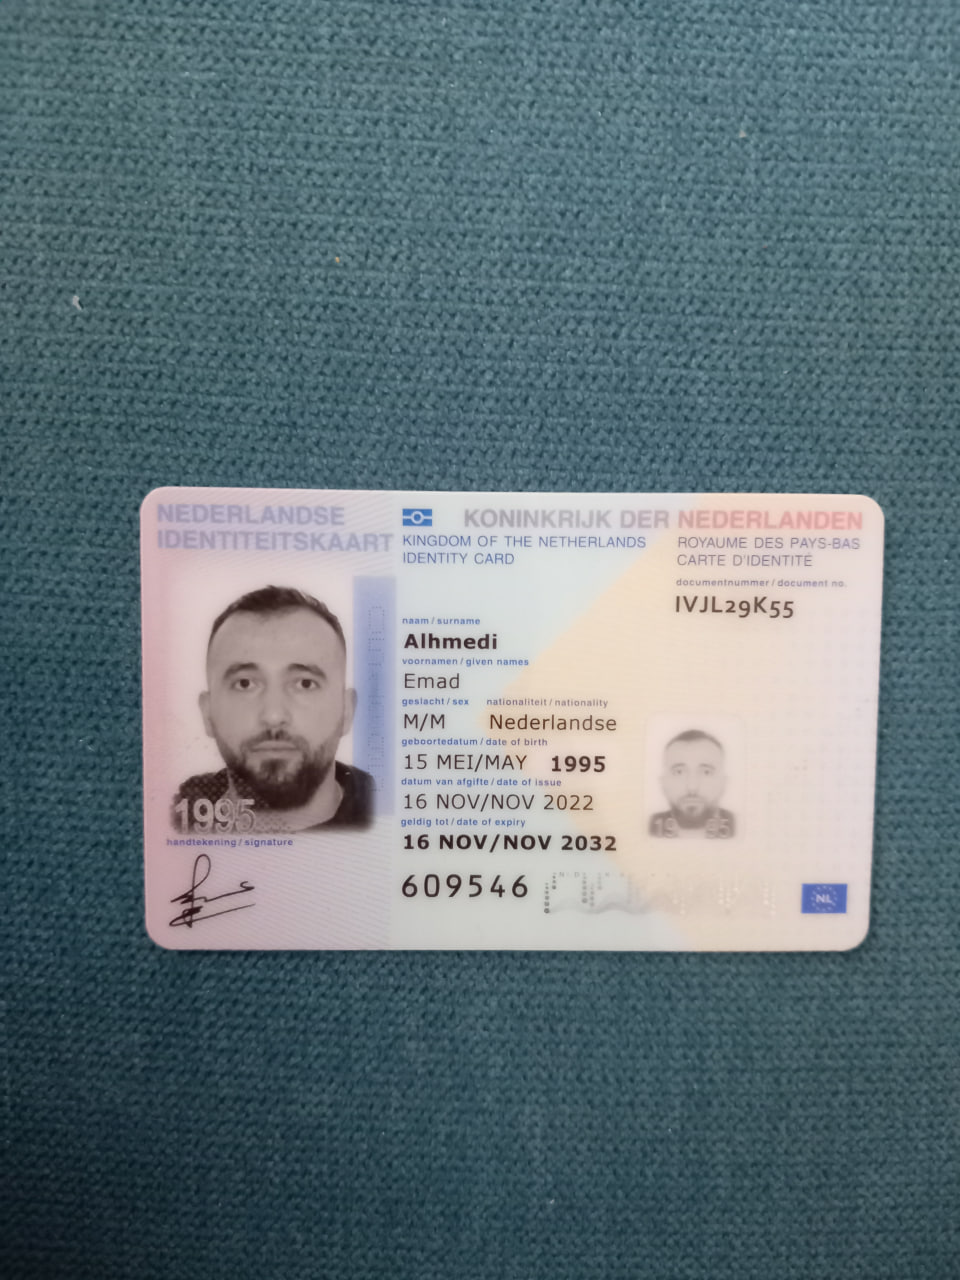 NEDERLANDSE
IDENTITEITSKAART
KONINKRIJK DER NEDERLANDEN
KINGDOM OF THE NETHERLANDS
IDENTITY CARD
ROYAUME DES PAYS-BAS
CARTE D'IDENTITÉ
documentnummer / document no.
IVJL29K55
naam / surname
Alhmedi
voornamen / given names
Emad
geslacht / sex nationaliteit / nationality
M/M Nederlandse
geboortedatum / date of birth
15 MEI/MAY 1995
datum van afgifte / date of issue
16 NOV/NOV 2022
geldig tot / date of expiry
16 NOV/NOV 2032
1995
19 95
handtekening / signature
609546
NL